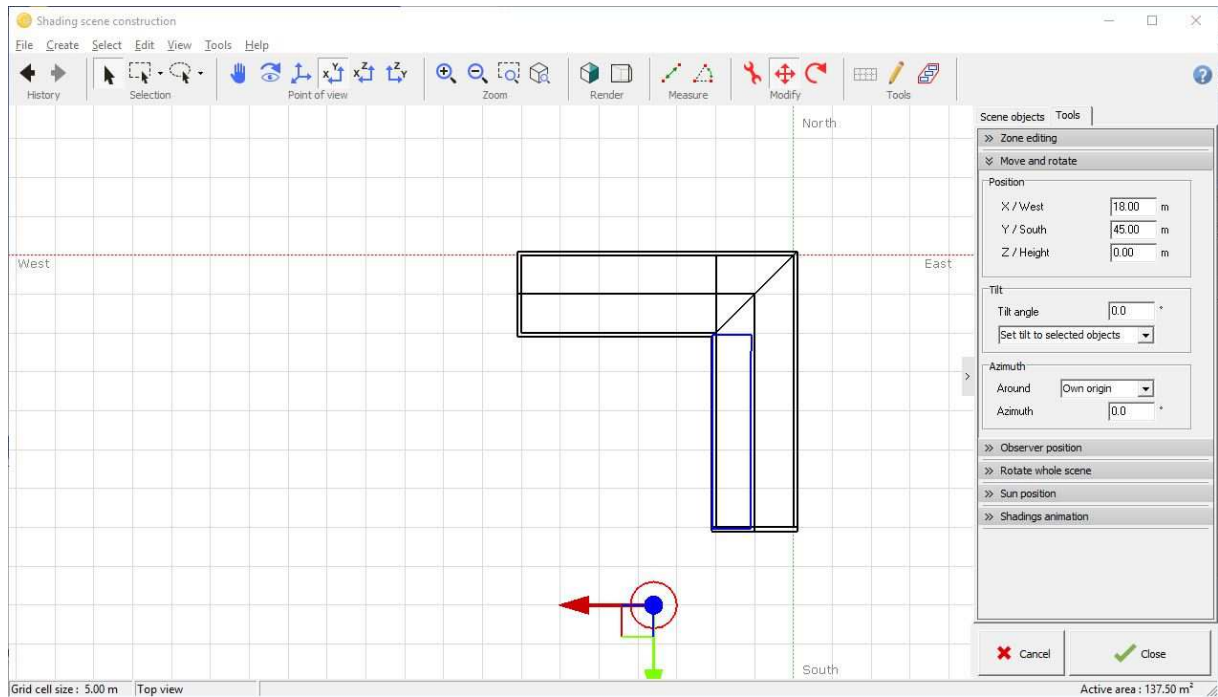 Shading scene construction
File Create Select Edit View Tools Help
History Selection Point of view Zoom Render Measure Modify Tools
North
West East
South
Scene objects Tools
Zone editing
Move and rotate
Position
X / West 18.00 m
Y / South 45.00 m
Z / Height 0.00 m
Tilt
Tilt angle 0.0 °
Set tilt to selected objects
Azimuth
Around Own origin
Azimuth 0.0 °
Observer position
Rotate whole scene
Sun position
Shadings animation
Cancel Close
Grid cell size : 5.00 m Top view Active area : 137.50 m²